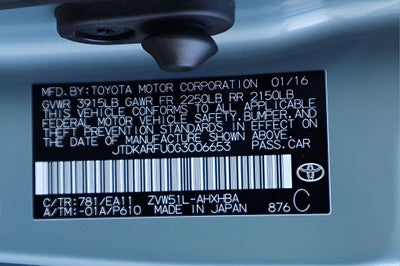 MFD.BY:TOYOTA MOTOR CORPORATION 01/16
GVWR 3915LB GAWR FR 2250LB RR 2150LB
THIS VEHICLE CONFORMS TO ALL APPLICABLE
FEDERAL MOTOR VEHICLE SAFETY, BUMPER, AND
THEFT PREVENTION STANDARDS IN EFFECT ON
THE DATE OF MANUFACTURE SHOWN ABOVE.
JTDKARFU0G3006653 PASS.CAR
C/TR:781/EA11 ZVW51L-AHXHBA
A/TM:-01A/P610 MADE IN JAPAN 876 C
TOYOTA